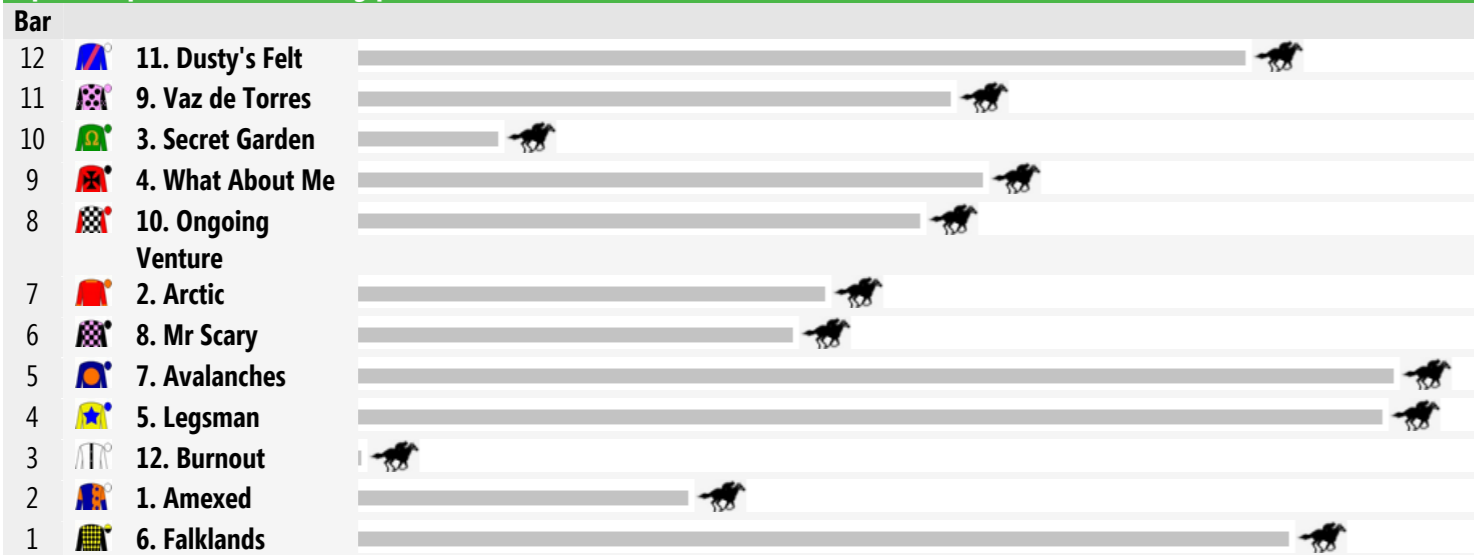 Bar
12 11. Dusty's Felt
11 9. Vaz de Torres
10 Ω 3. Secret Garden
9 4. What About Me
8 10. Ongoing
Venture
7 2. Arctic
6 8. Mr Scary
5 7. Avalanches
4 5. Legsman
3 12. Burnout
2 1. Amexed
1 6. Falklands